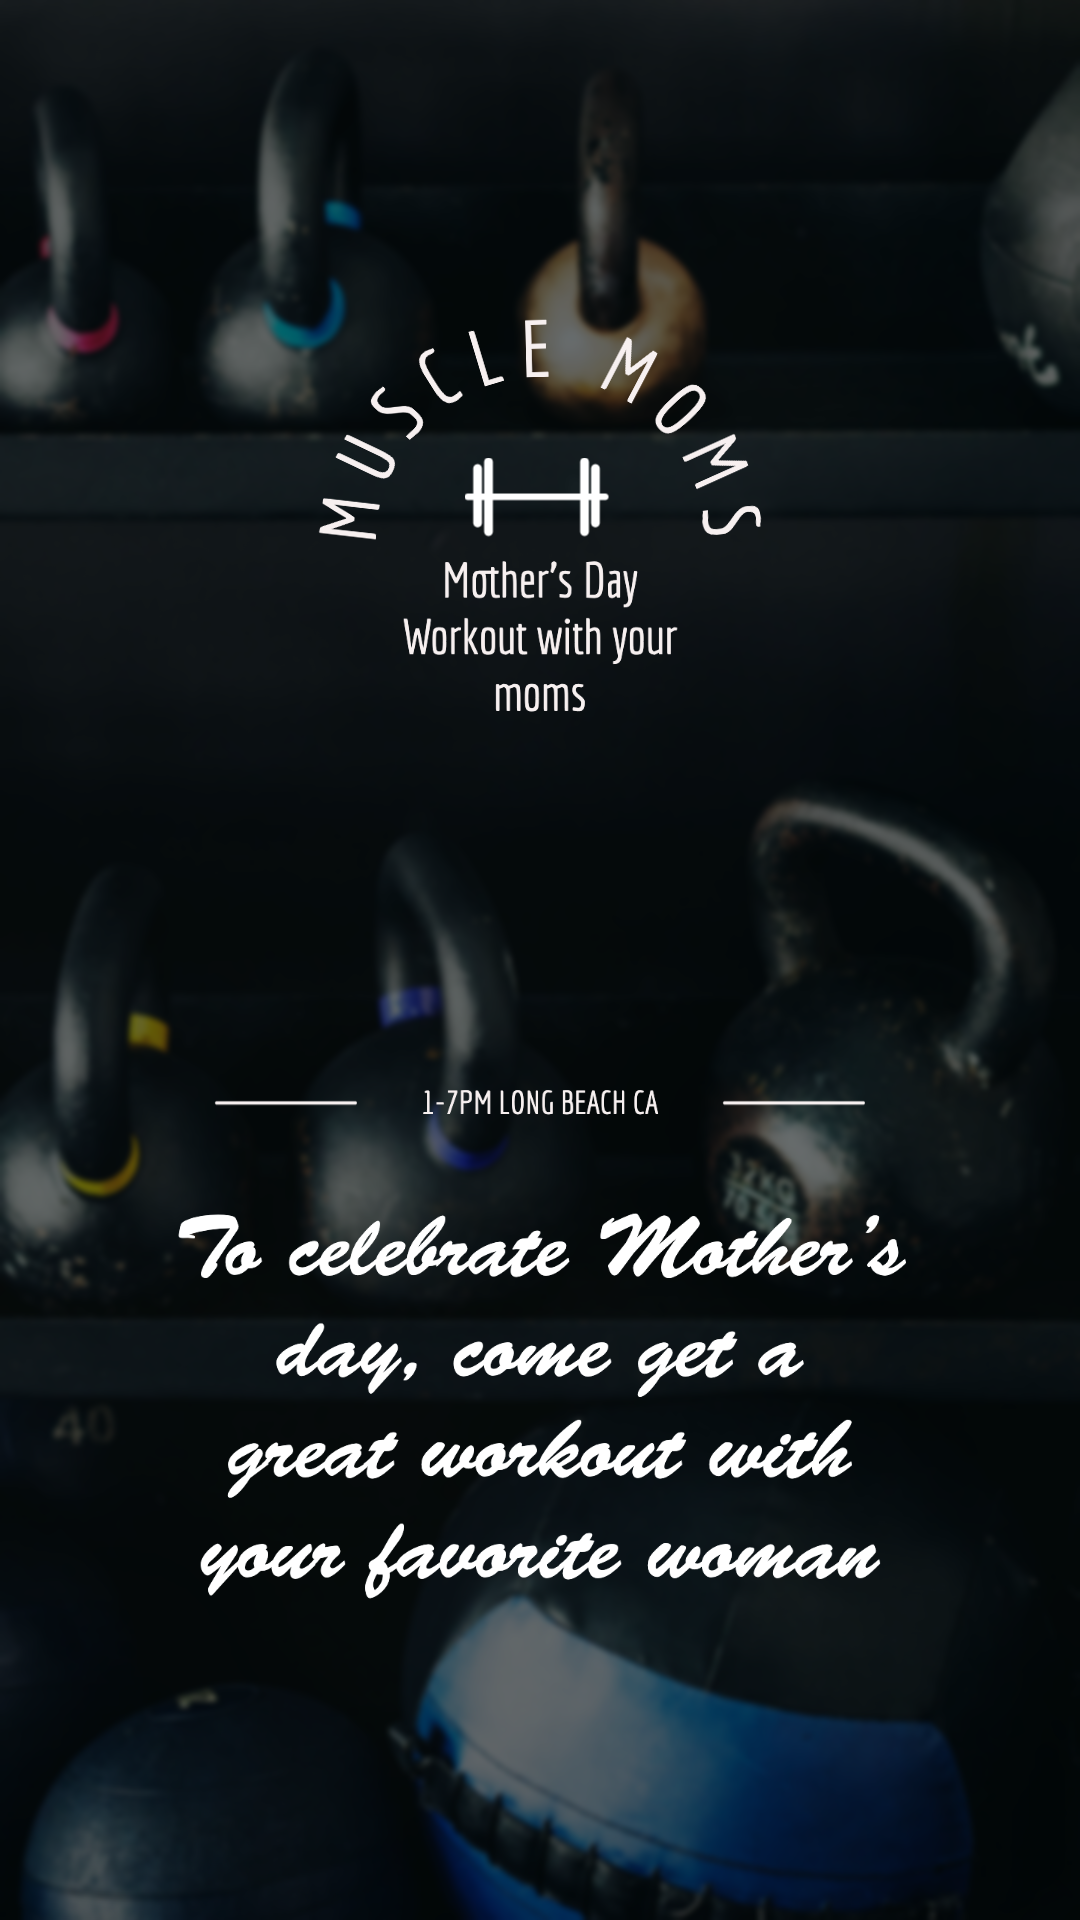 MUSCLE MOMS
Mother's Day
Workout with your
moms
1-7PM LONG BEACH CA
To celebrate Mother's
day, come get a
great workout with
your favorite woman
40